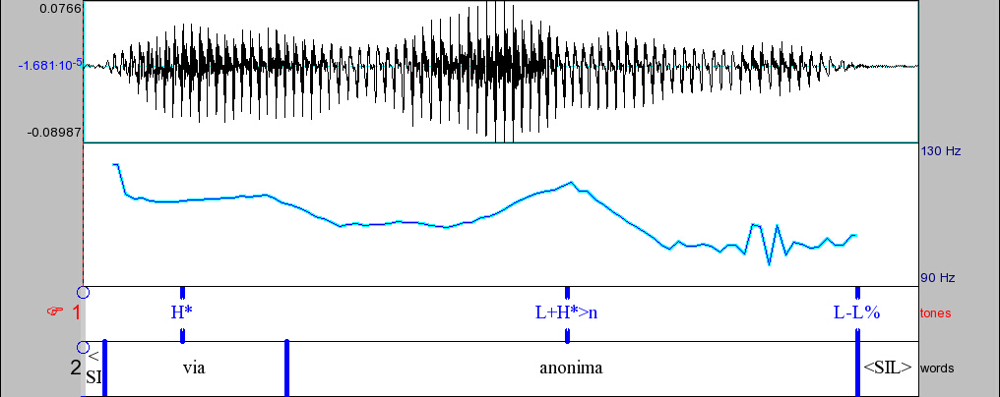 0.0766
-1.681·10⁻⁵
-0.08987
130 Hz
90 Hz
☞ 1 H* L+H*>n L-L% tones
2 <SI via anonima <SIL> words